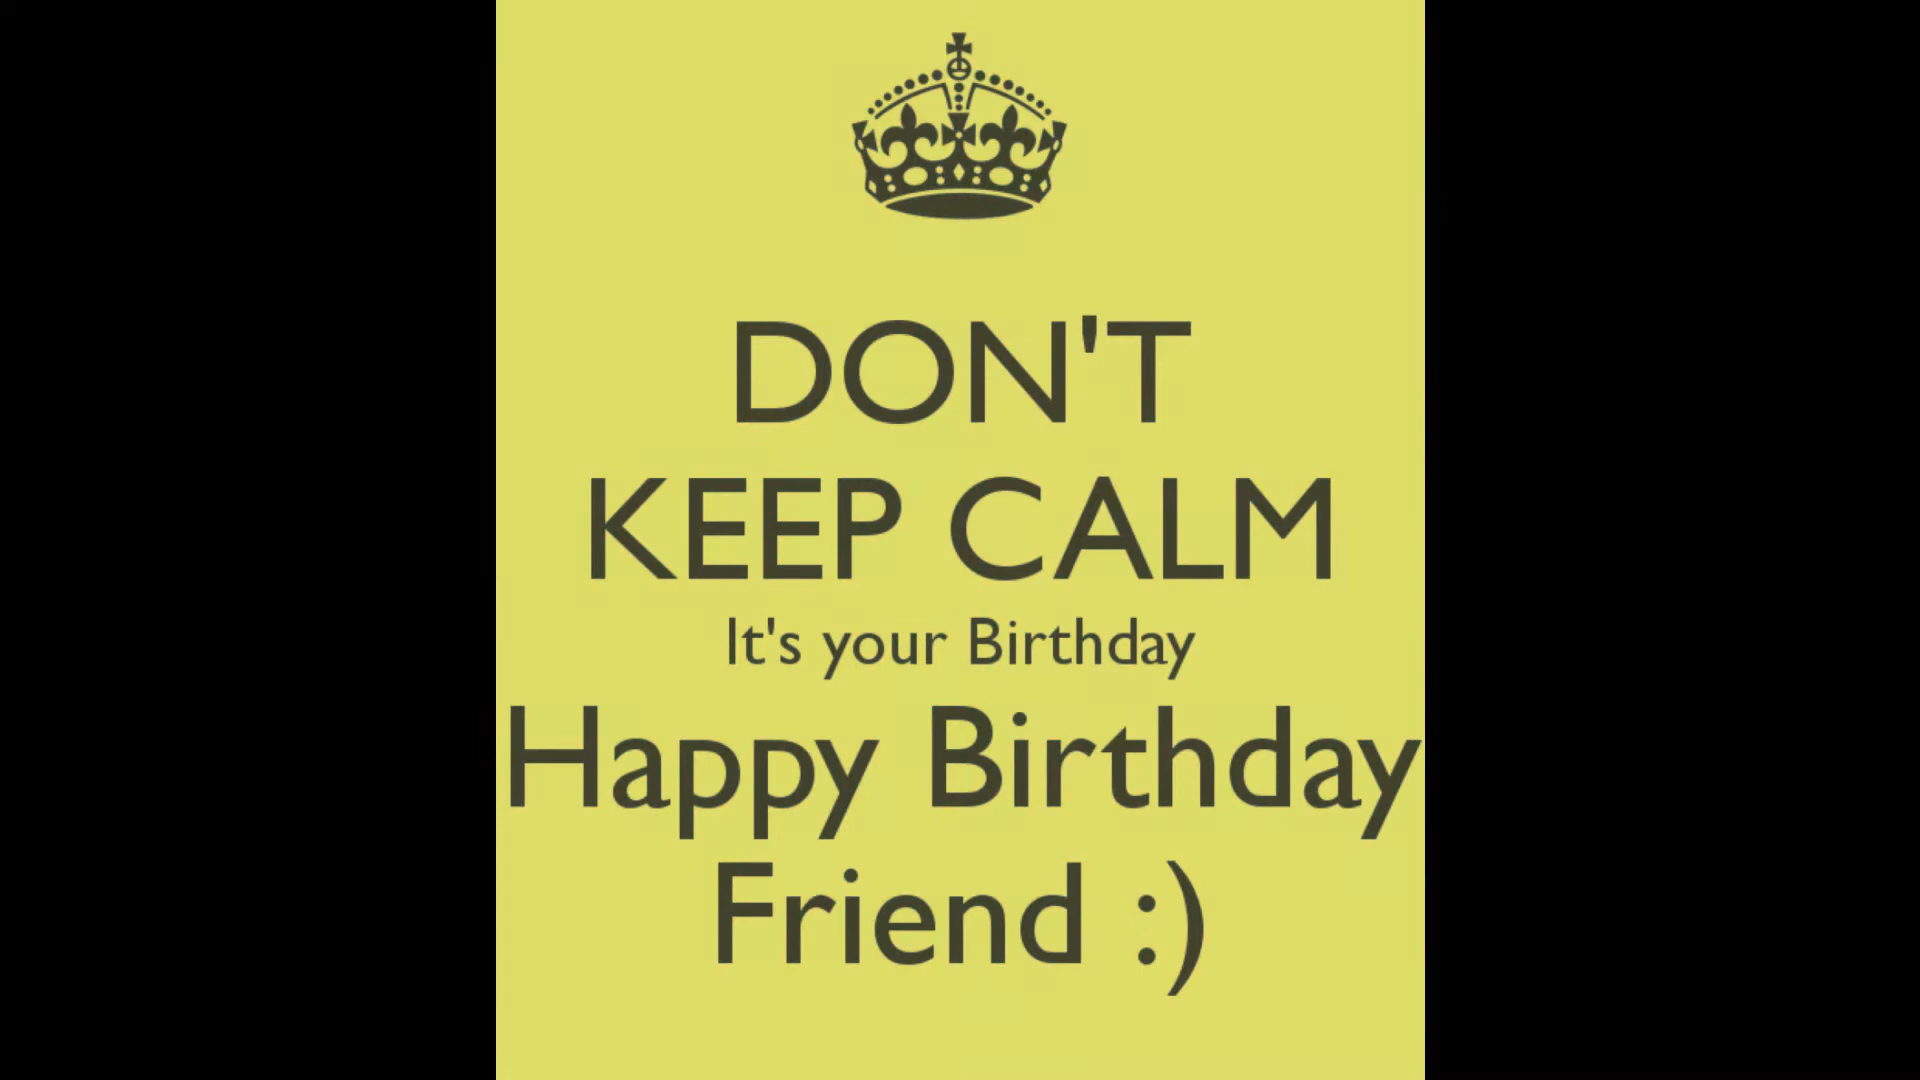 DON'T
KEEP CALM
It's your Birthday
Happy Birthday
Friend :)